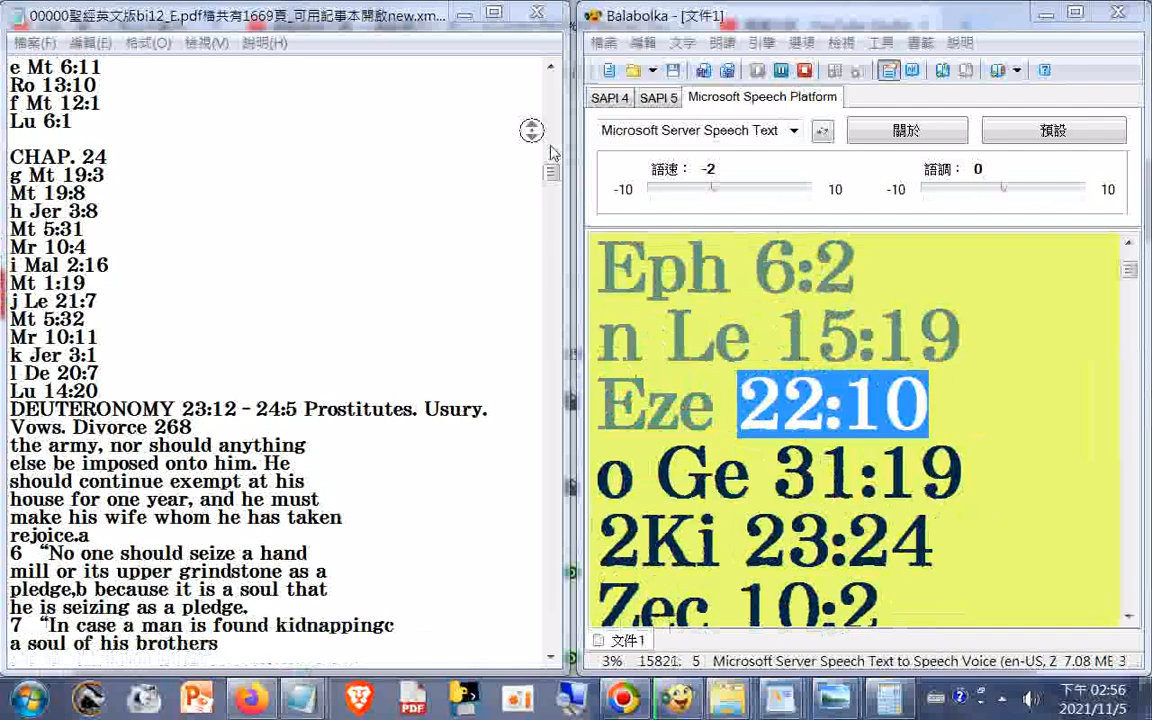 00000聖經英文版bi12_E.pdf檔共有1669頁_可用記事本開啟new.xm...
檔案(F) 編輯(E) 格式(O) 檢視(V) 說明(H)
e Mt 6:11
Ro 13:10
f Mt 12:1
Lu 6:1
CHAP. 24
g Mt 19:3
Mt 19:8
h Jer 3:8
Mt 5:31
Mr 10:4
i Mal 2:16
Mt 1:19
j Le 21:7
Mt 5:32
Mr 10:11
k Jer 3:1
l De 20:7
Lu 14:20
DEUTERONOMY 23:12–24:5 Prostitutes. Usury.
Vows. Divorce 268
the army, nor should anything
else be imposed onto him. He
should continue exempt at his
house for one year, and he must
make his wife whom he has taken
rejoice.a
6 “No one should seize a hand
mill or its upper grindstone as a
pledge,b because it is a soul that
he is seizing as a pledge.
7 “In case a man is found kidnappingc
a soul of his brothers
Balabolka - [文件1]
檔案 編輯 文字 朗讀 引擎 選項 檢視 工具 書籤 說明
SAPI 4 SAPI 5 Microsoft Speech Platform
Microsoft Server Speech Text 關於 預設
語速： -2 語調： 0
-10 10 -10 10
Eph 6:2
n Le 15:19
Eze 22:10
o Ge 31:19
2Ki 23:24
Zec 10:2
文件1
3% 15821: 5 Microsoft Server Speech Text to Speech Voice (en-US, 2 7.08 ME 3
PDF
下午 02:56
2021/11/5